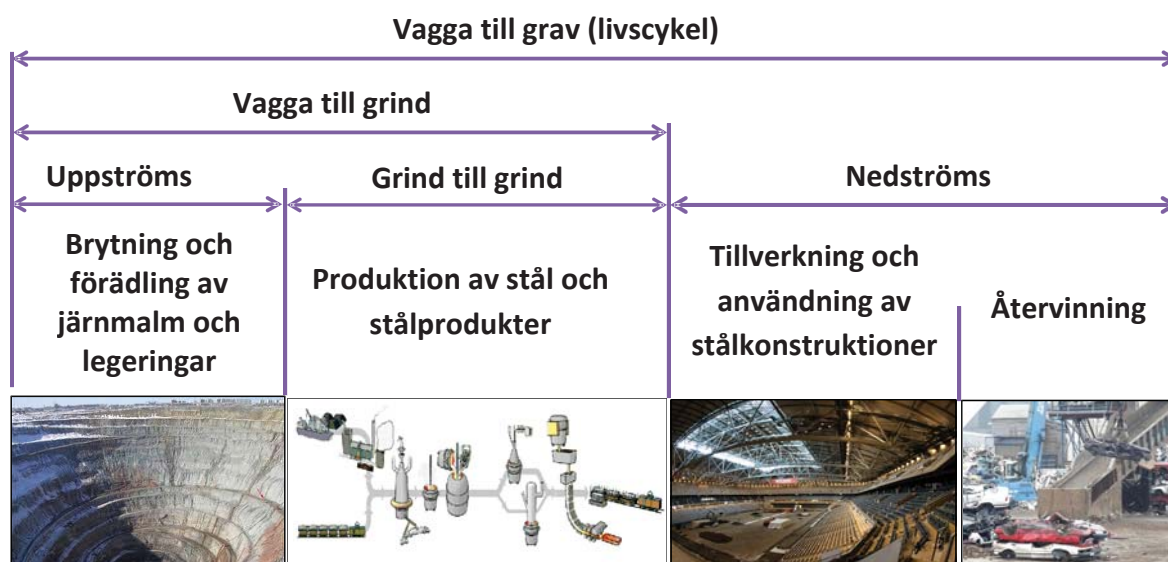 Vagga till grav (livscykel)
Vagga till grind
Uppströms
Grind till grind
Nedströms
Brytning och
förädling av
järnmalm och
legeringar
Produktion av stål och
stålprodukter
Tillverkning och
användning av
stålkonstruktioner
Återvinning